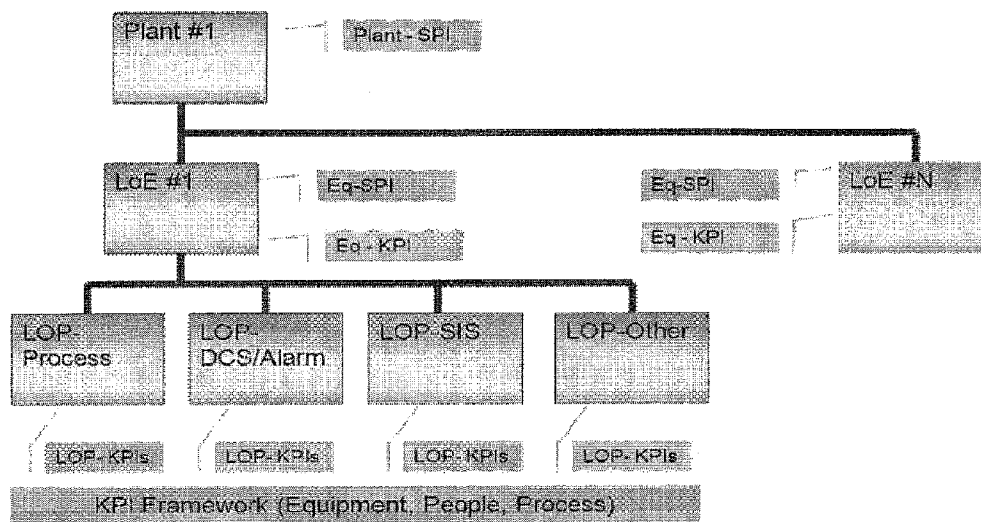 Plant #1
Plant - SPI
LoE #1
Eq-SPI
Eq - KPI
Eq-SPI
Eq - KPI
LoE #N
LOP-
Process
LOP-
DCS/Alarm
LOP-SIS
LOP-Other
LOP- KPIs
LOP- KPIs
LOP- KPIs
LOP- KPIs
KPI Framework (Equipment, People, Process)